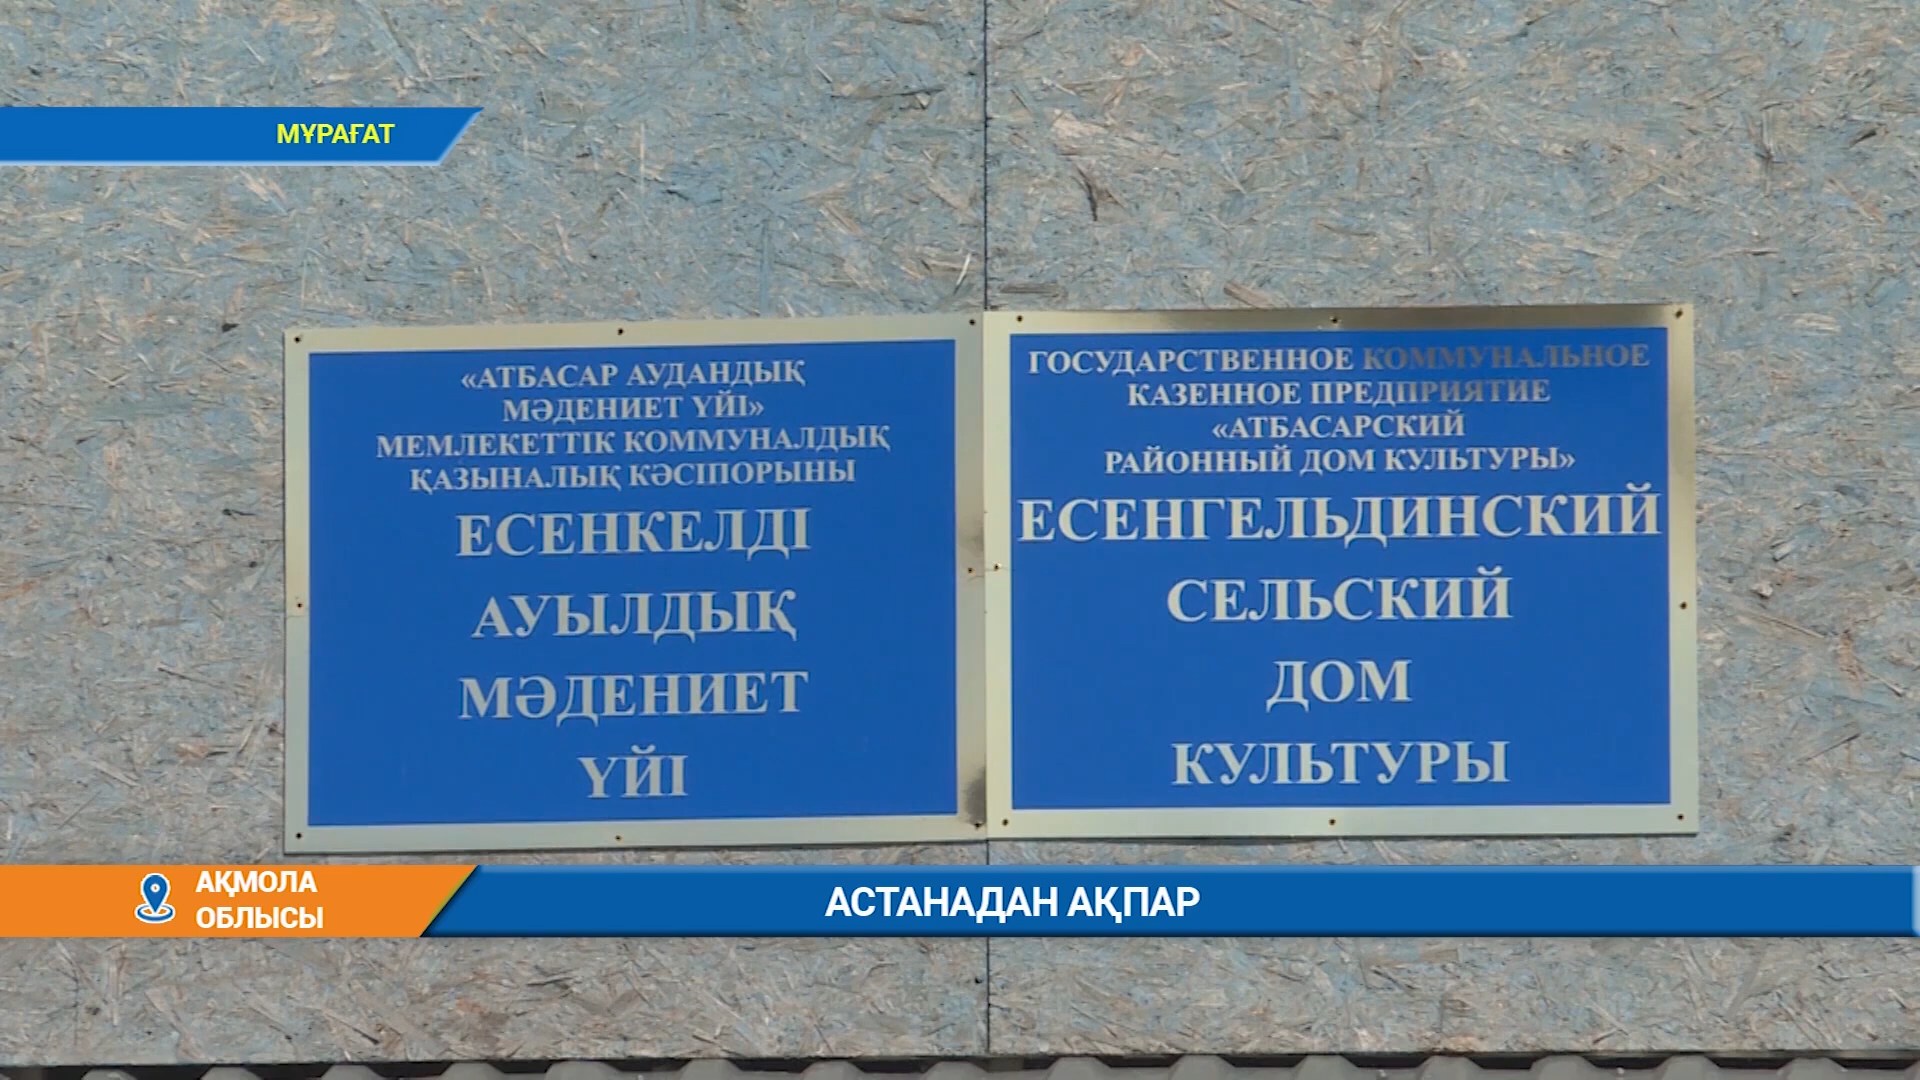 МҰРАҒАТ
«АТБАСАР АУДАНДЫҚ
МӘДЕНИЕТ ҮЙІ»
МЕМЛЕКЕТТІК КОММУНАЛДЫҚ
ҚАЗЫНАЛЫҚ КӘСІПОРЫНЫ
ЕСЕНКЕЛДІ
АУЫЛДЫҚ
МӘДЕНИЕТ
ҮЙІ
ГОСУДАРСТВЕННОЕ КОММУНАЛЬНОЕ
КАЗЕННОЕ ПРЕДПРИЯТИЕ
«АТБАСАРСКИЙ
РАЙОННЫЙ ДОМ КУЛЬТУРЫ»
ЕСЕНГЕЛЬДИНСКИЙ
СЕЛЬСКИЙ
ДОМ
КУЛЬТУРЫ
АҚМОЛА
ОБЛЫСЫ
АСТАНАДАН АҚПАР